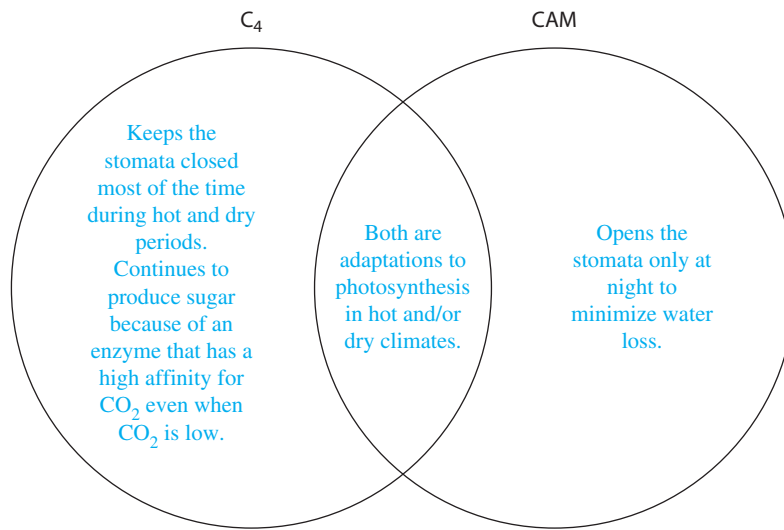 C₄
CAM
Keeps the
stomata closed
most of the time
during hot and dry
periods.
Continues to
produce sugar
because of an
enzyme that has a
high affinity for
CO₂ even when
CO₂ is low.
Both are
adaptations to
photosynthesis
in hot and/or
dry climates.
Opens the
stomata only at
night to
minimize water
loss.